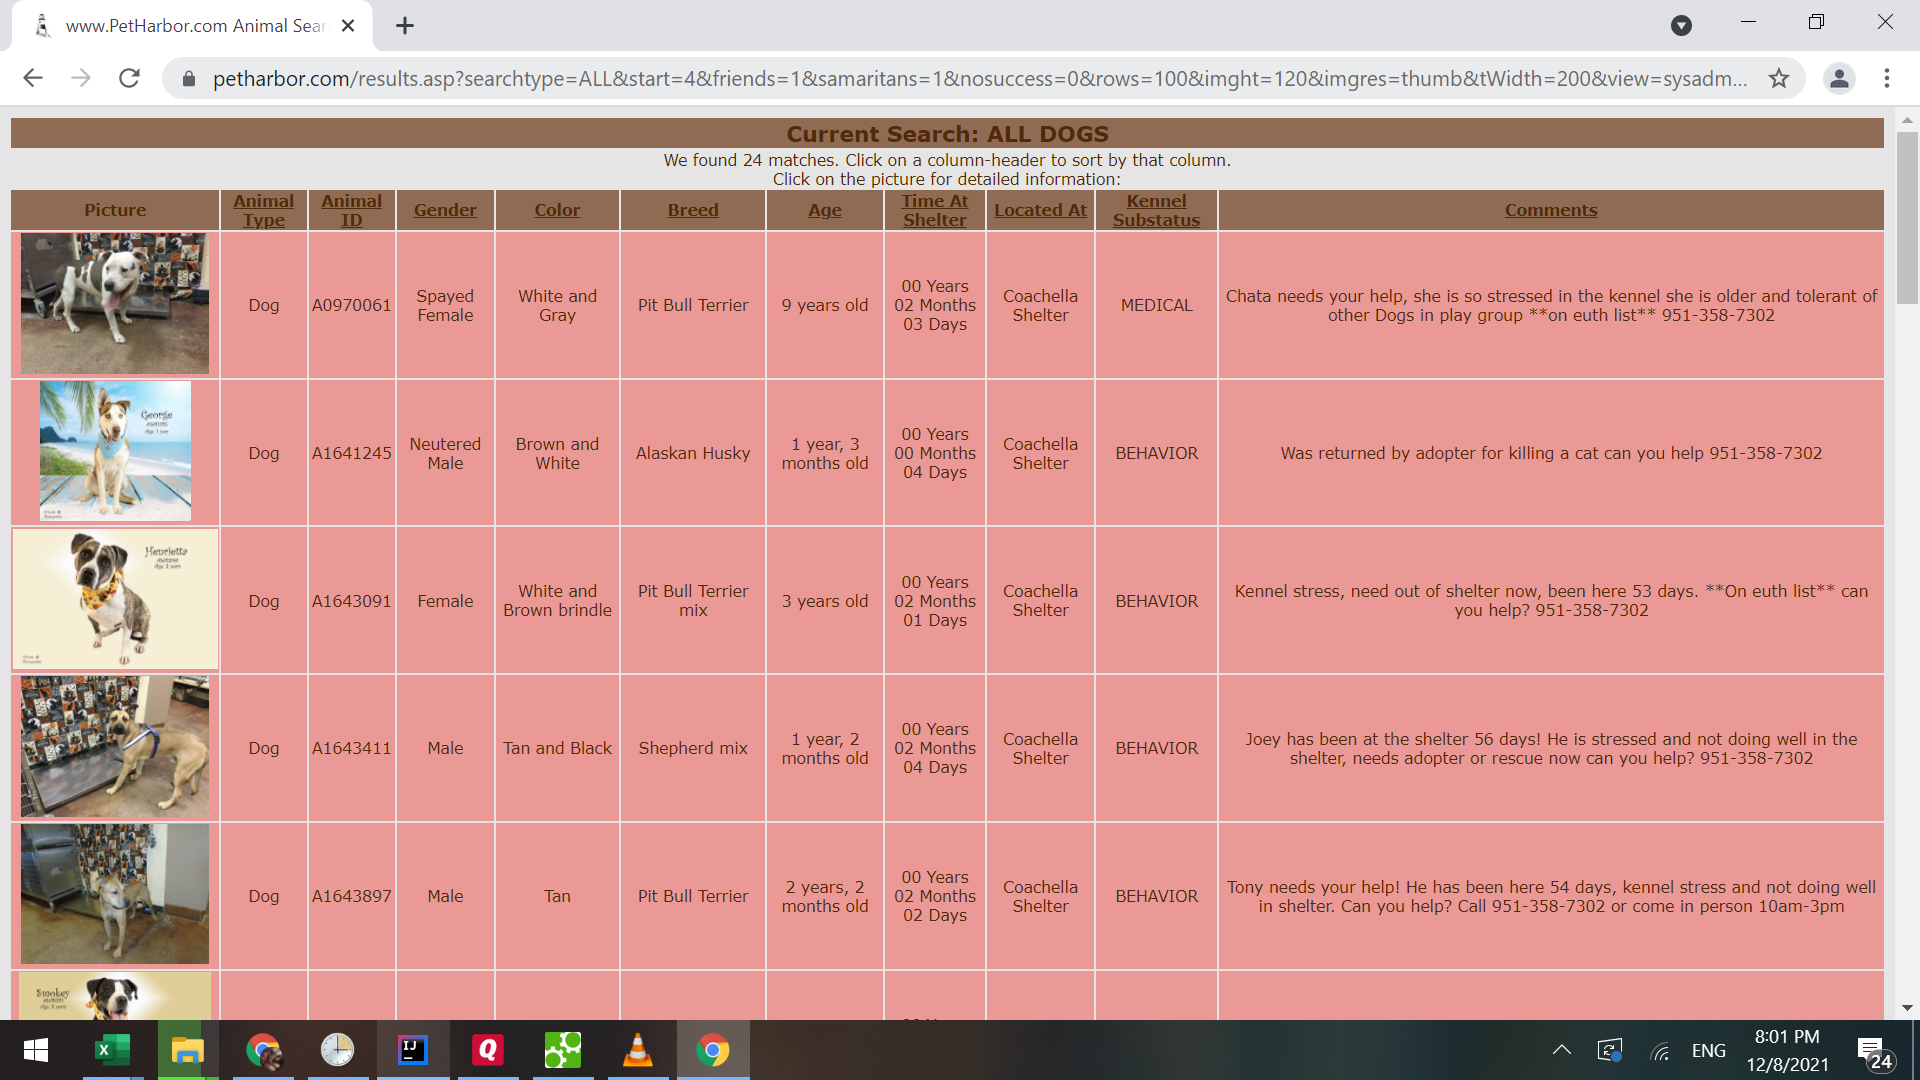 www.PetHarbor.com Animal Sear
petharbor.com/results.asp?searchtype=ALL&start=4&friends=1&samaritans=1&nosuccess=0&rows=100&imght=120&imgres=thumb&tWidth=200&view=sysadm...
Current Search: ALL DOGS
We found 24 matches. Click on a column-header to sort by that column.
Click on the picture for detailed information:
Picture
Animal
Type
Animal
ID
Gender
Color
Breed
Age
Time At
Shelter
Located At
Kennel
Substatus
Comments
Dog
A0970061
Spayed
Female
White and
Gray
Pit Bull Terrier
9 years old
00 Years
02 Months
03 Days
Coachella
Shelter
MEDICAL
Chata needs your help, she is so stressed in the kennel she is older and tolerant of
other Dogs in play group **on euth list** 951-358-7302
George
Dog
A1641245
Neutered
Male
Brown and
White
Alaskan Husky
1 year, 3
months old
00 Years
00 Months
04 Days
Coachella
Shelter
BEHAVIOR
Was returned by adopter for killing a cat can you help 951-358-7302
Henrietta
Age: 3 years
Dog
A1643091
Female
White and
Brown brindle
Pit Bull Terrier
mix
3 years old
00 Years
02 Months
01 Days
Coachella
Shelter
BEHAVIOR
Kennel stress, need out of shelter now, been here 53 days. **On euth list** can
you help? 951-358-7302
Dog
A1643411
Male
Tan and Black
Shepherd mix
1 year, 2
months old
00 Years
02 Months
04 Days
Coachella
Shelter
BEHAVIOR
Joey has been at the shelter 56 days! He is stressed and not doing well in the
shelter, needs adopter or rescue now can you help? 951-358-7302
Dog
A1643897
Male
Tan
Pit Bull Terrier
2 years, 2
months old
00 Years
02 Months
02 Days
Coachella
Shelter
BEHAVIOR
Tony needs your help! He has been here 54 days, kennel stress and not doing well
in shelter. Can you help? Call 951-358-7302 or come in person 10am-3pm
Smokey
ENG
8:01 PM
12/8/2021
24